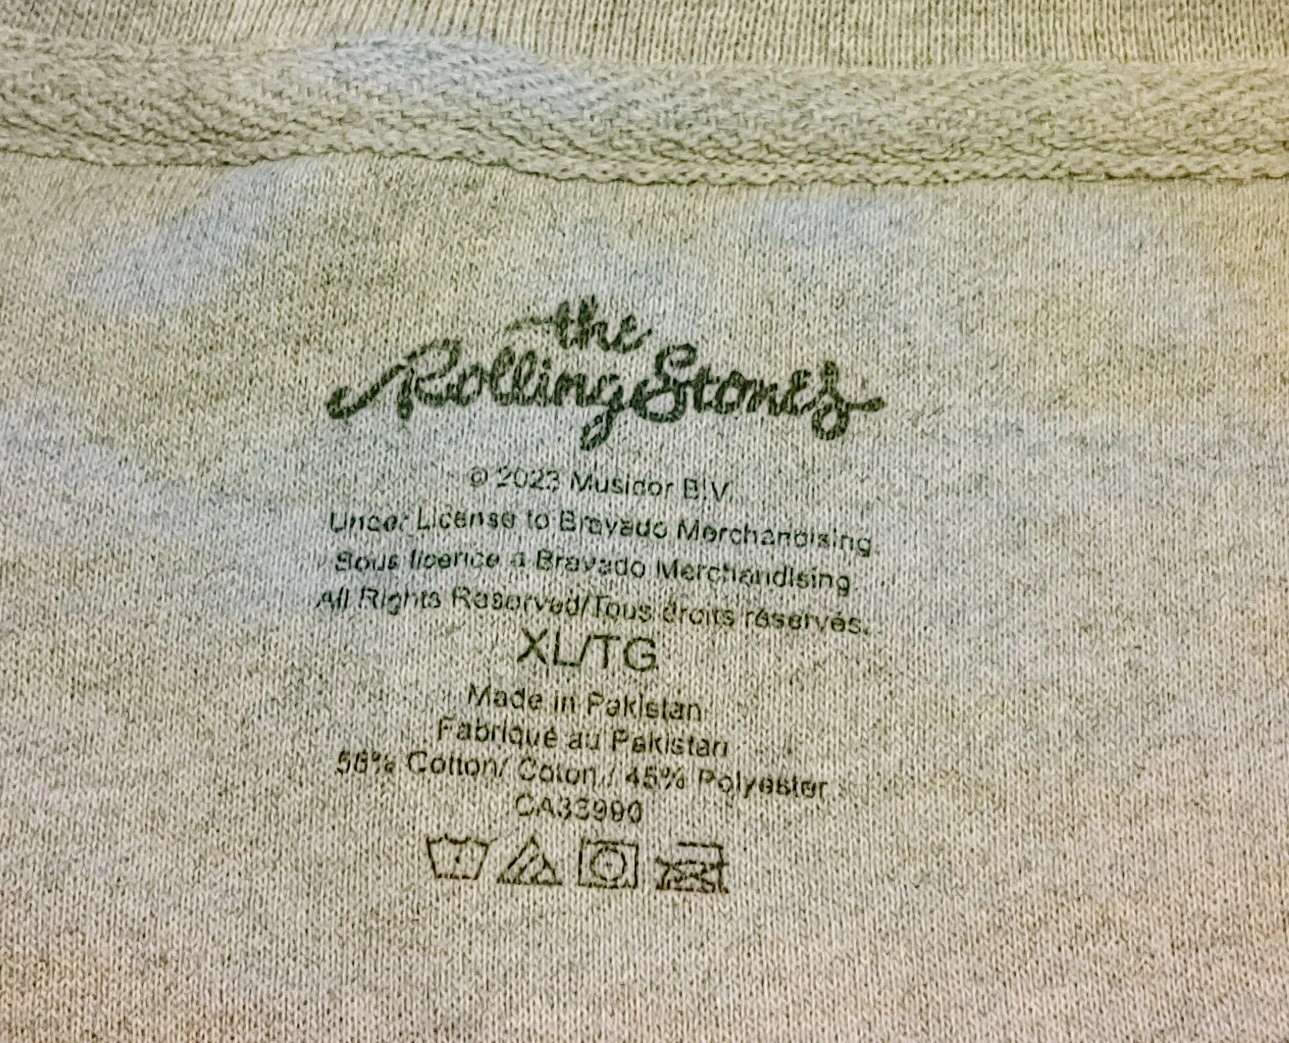 the
Rolling Stones
© 2023 Musidor B.V.
Under License to Bravado Merchandising.
Sous licence à Bravado Merchandising.
All Rights Reserved/Tous droits réservés.
XL/TG
Made in Pakistan
Fabriqué au Pakistan
Cotton/ Coton / 45% Polyester
CA33990